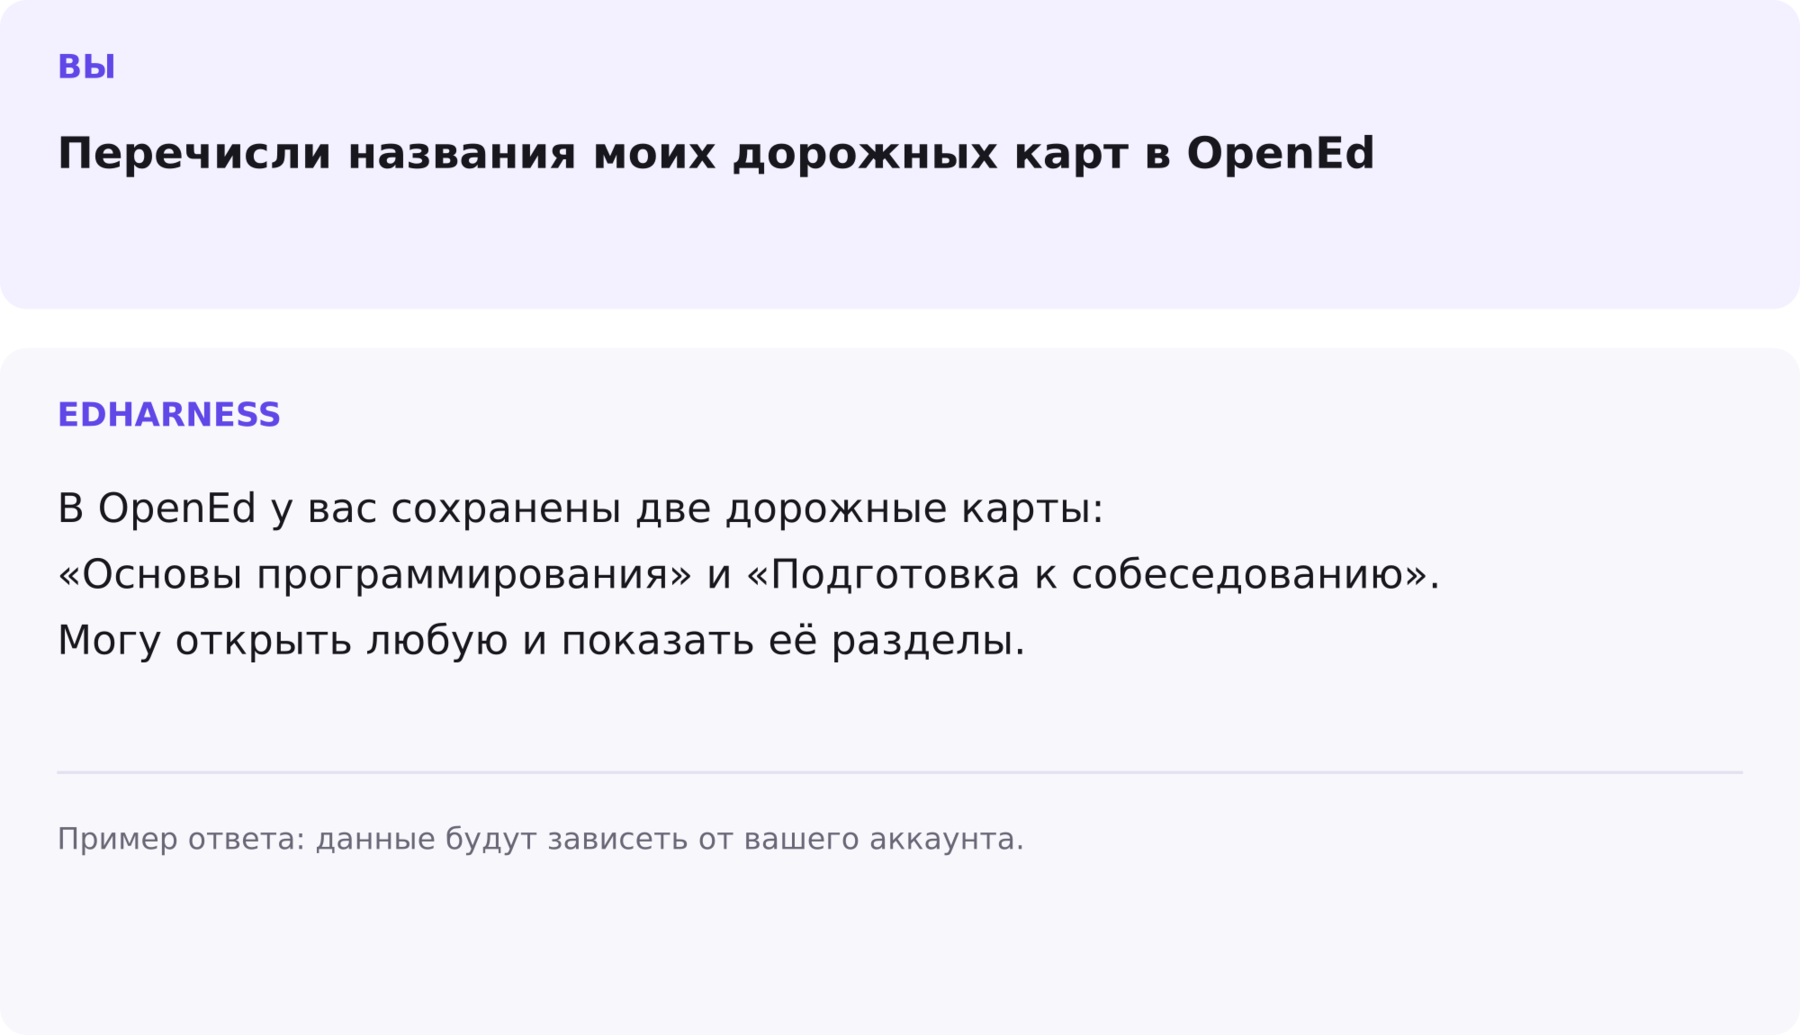 ВЫ
Перечисли названия моих дорожных карт в OpenEd
EDHARNESS
В OpenEd у вас сохранены две дорожные карты:
«Основы программирования» и «Подготовка к собеседованию».
Могу открыть любую и показать её разделы.
Пример ответа: данные будут зависеть от вашего аккаунта.